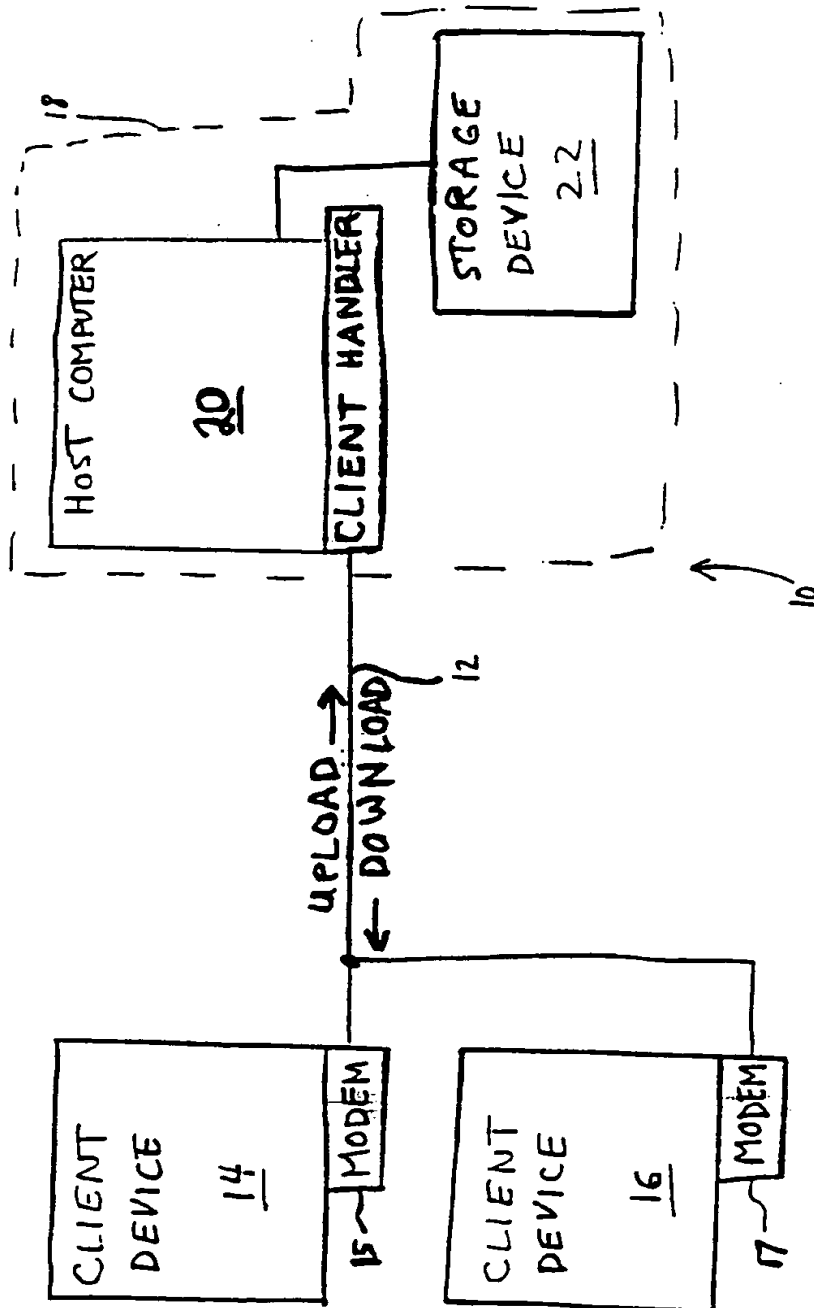 CLIENT
DEVICE
14
15
MODEM
CLIENT
DEVICE
16
17
MODEM
UPLOAD →
← DOWNLOAD
12
HOST COMPUTER
20
CLIENT HANDLER
18
STORAGE
DEVICE
22
10